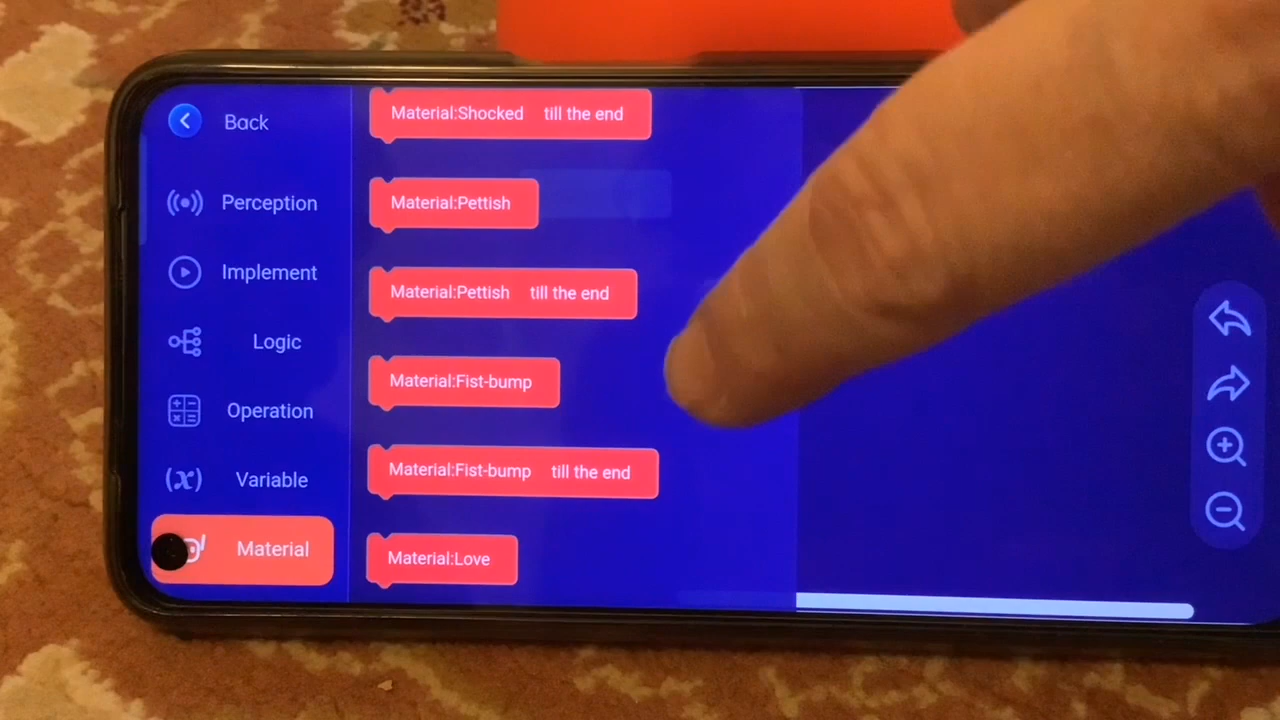 Back
Perception
Implement
Logic
Operation
Variable
Material
Material:Shocked till the end
Material:Pettish
Material:Pettish till the end
Material:Fist-bump
Material:Fist-bump till the end
Material:Love